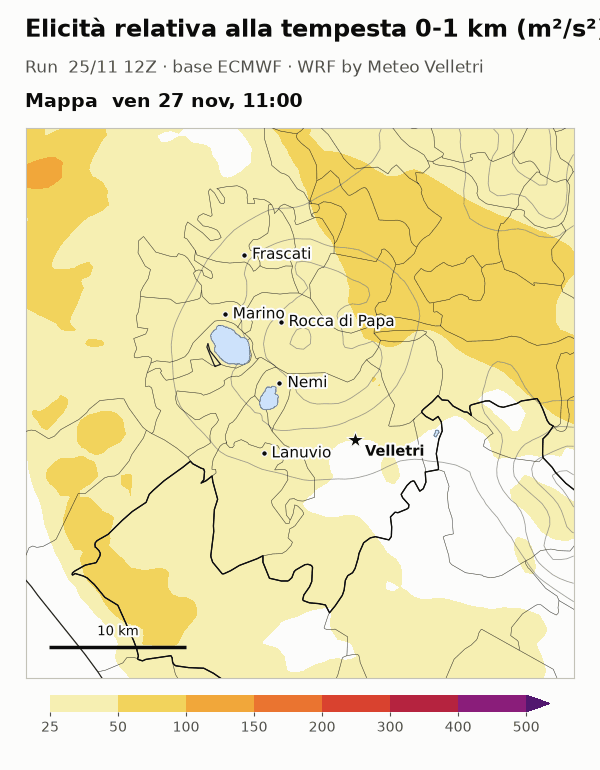 Elicità relativa alla tempesta 0-1 km (m²/s²)
Run 25/11 12Z · base ECMWF · WRF by Meteo Velletri
Mappa ven 27 nov, 11:00
Frascati
Marino
Rocca di Papa
Nemi
Velletri
Lanuvio
10 km
25 50 100 150 200 300 400 500